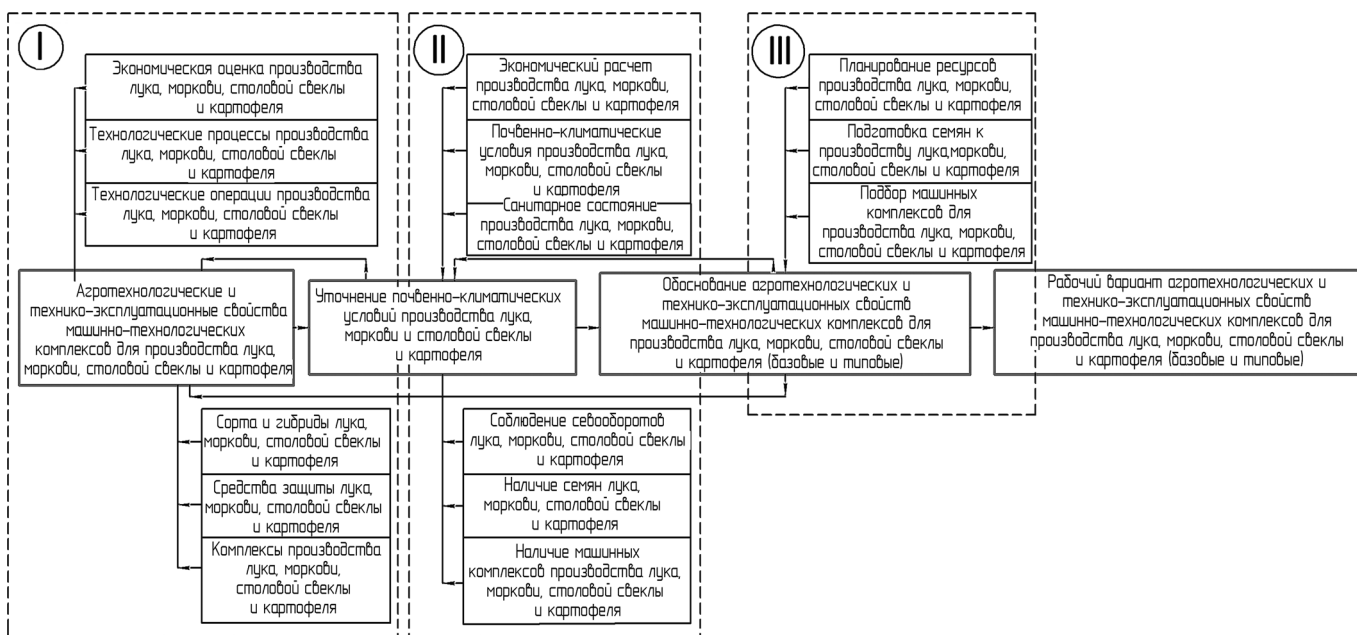 I
Экономическая оценка производства
лука, моркови, столовой свеклы
и картофеля
Технологические процессы производства
лука, моркови, столовой свеклы
и картофеля
Технологические операции производства
лука, моркови, столовой свеклы
и картофеля
Агротехнологические и
технико-эксплуатационные свойства
машинно-технологических
комплексов для производства лука,
моркови, столовой свеклы и картофеля
Сорта и гибриды лука,
моркови, столовой свеклы
и картофеля
Средства защиты лука,
моркови, столовой свеклы
и картофеля
Комплексы производства
лука, моркови,
столовой свеклы
и картофеля
II
Экономический расчет
производства лука, моркови,
столовой свеклы и картофеля
Почвенно-климатические
условия производства лука,
моркови, столовой свеклы
и картофеля
Санитарное состояние
производства лука, моркови,
столовой свеклы и картофеля
Уточнение почвенно-климатических
условий производства лука,
моркови и столовой свеклы
и картофеля
Соблюдение севооборотов
лука, моркови, столовой свеклы
и картофеля
Наличие семян лука,
моркови, столовой свеклы
и картофеля
Наличие машинных
комплексов производства лука,
моркови, столовой свеклы
и картофеля
III
Планирование ресурсов
производства лука, моркови,
столовой свеклы и картофеля
Подготовка семян к
производству лука,моркови,
столовой свеклы и картофеля
Подбор машинных
комплексов для
производства лука, моркови,
столовой свеклы и картофеля
Обоснование агротехнологических и
технико-эксплуатационных свойств
машинно-технологических комплексов для
производства лука, моркови, столовой свеклы
и картофеля (базовые и типовые)
Рабочий вариант агротехнологических и
технико-эксплуатационных свойств
машинно-технологических комплексов для
производства лука, моркови, столовой свеклы
и картофеля (базовые и типовые)